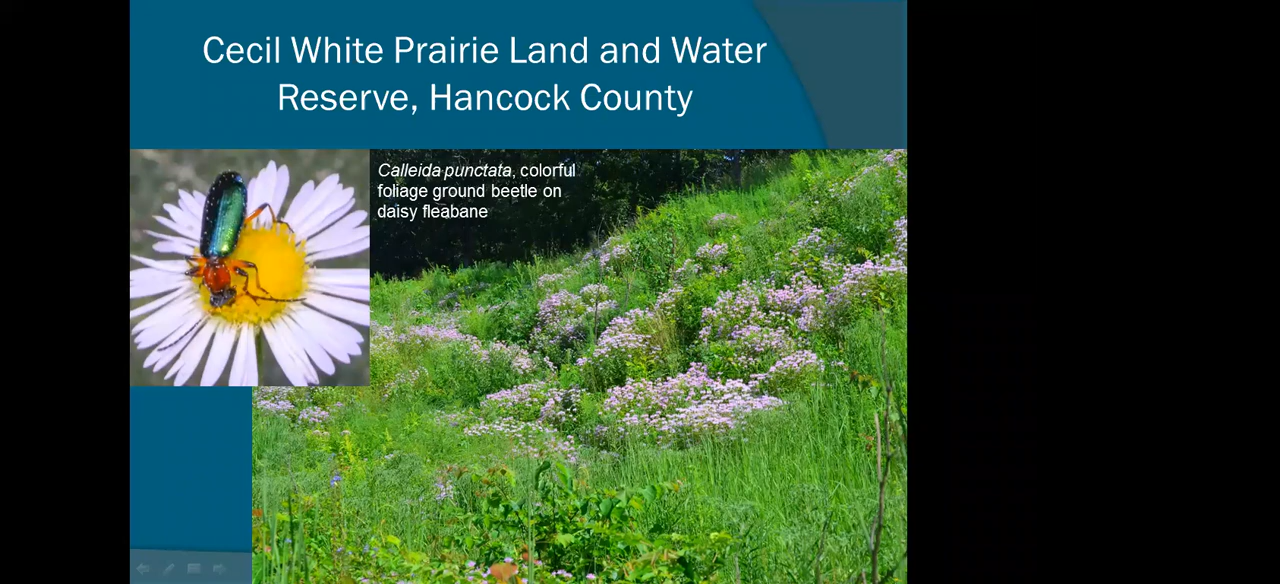 Cecil White Prairie Land and Water
Reserve, Hancock County
Calleida punctata, colorful
foliage ground beetle on
daisy fleabane